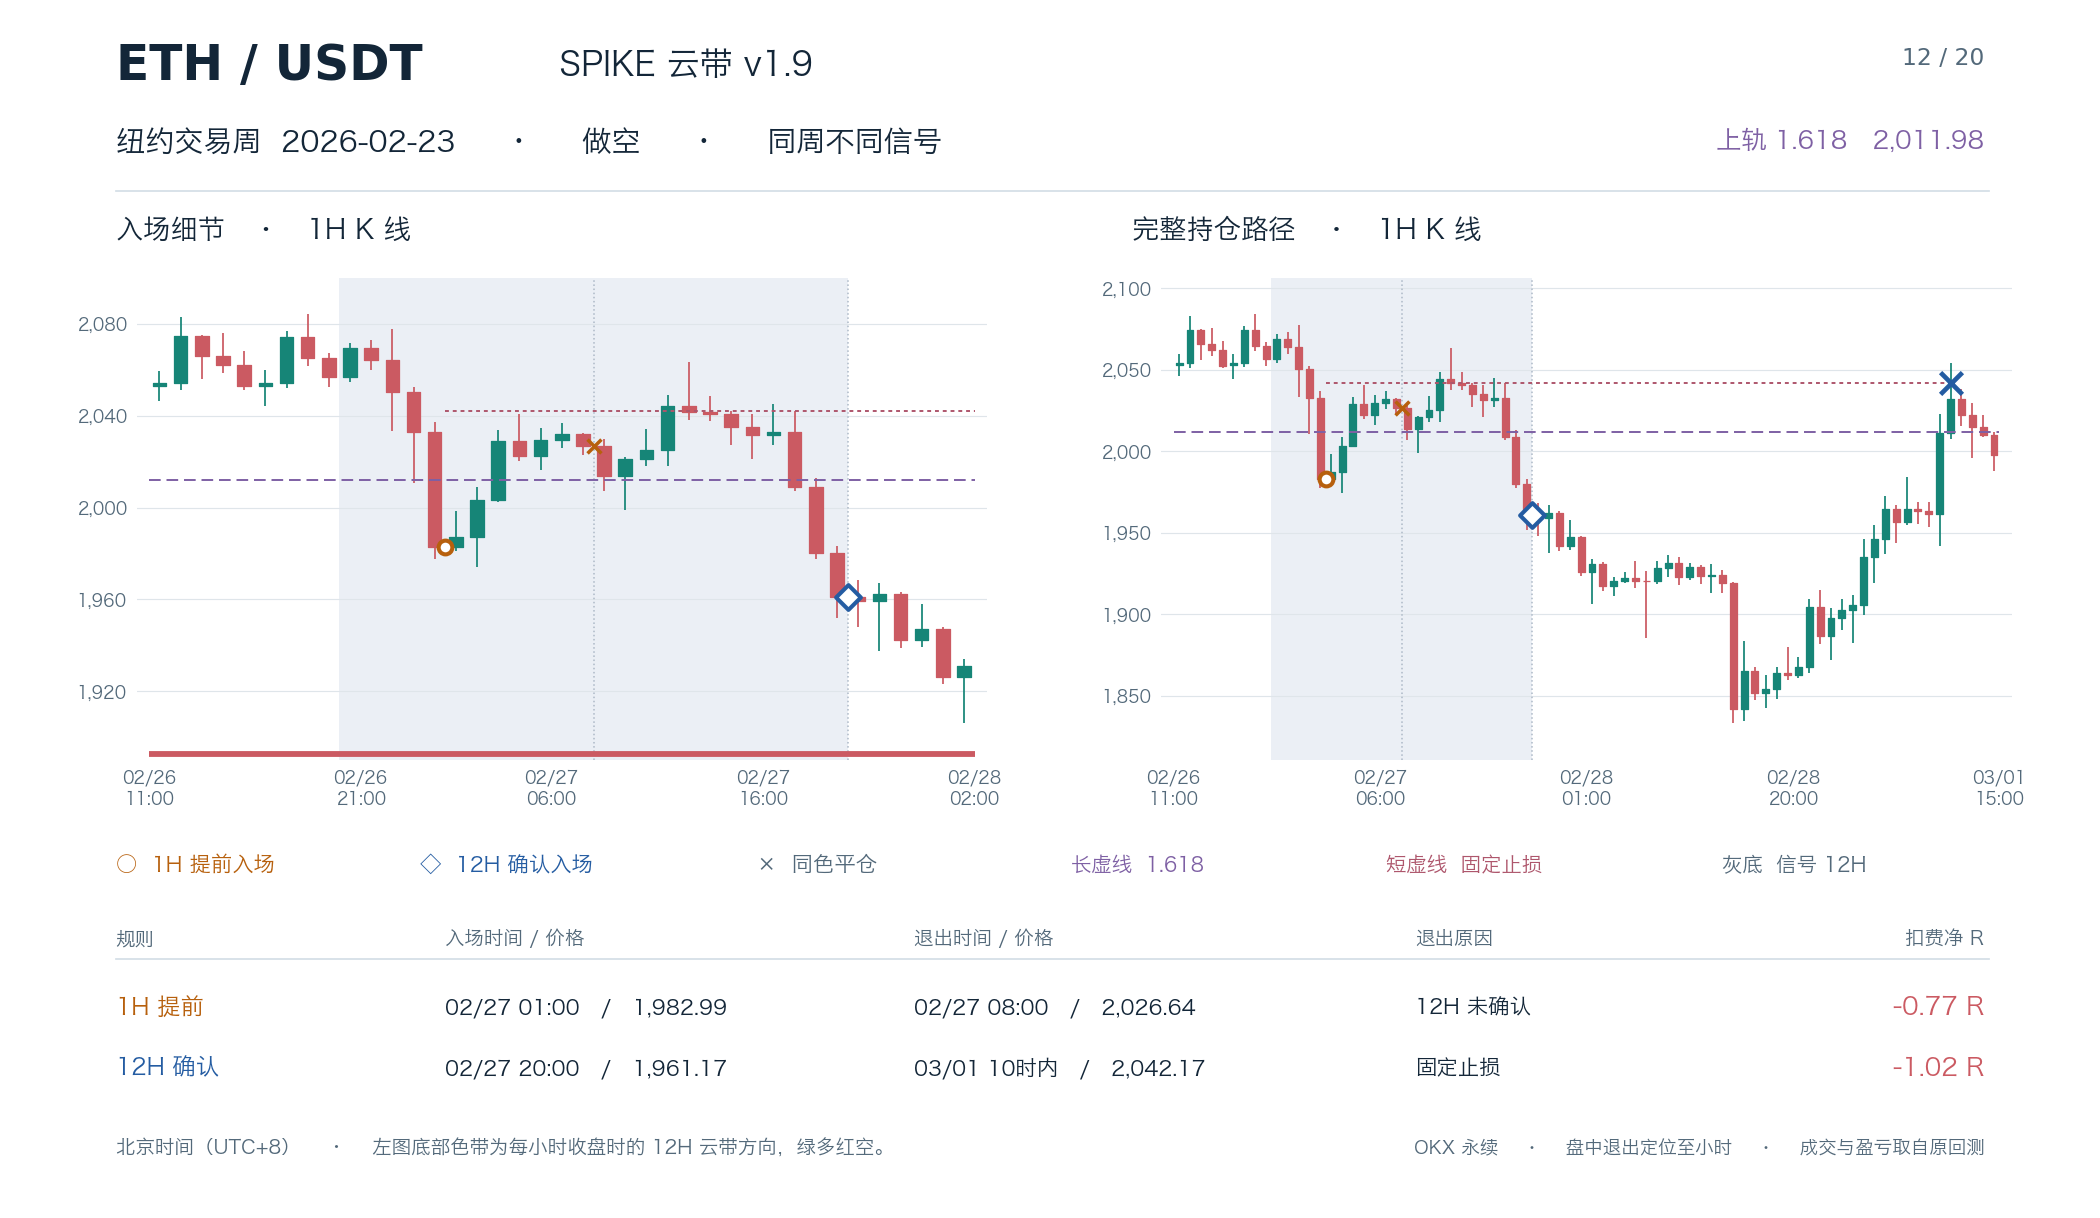 ETH / USDT SPIKE 云带 v1.9 12 / 20
纽约交易周 2026-02-23 · 做空 · 同周不同信号 上轨 1.618 2,011.98
入场细节 · 1H K 线
2,080
2,040
2,000
1,960
1,920
02/26 11:00
02/26 21:00
02/27 06:00
02/27 16:00
02/28 02:00
完整持仓路径 · 1H K 线
2,100
2,050
2,000
1,950
1,900
1,850
02/26 11:00
02/27 06:00
02/28 01:00
02/28 20:00
03/01 15:00
○ 1H 提前入场 ◇ 12H 确认入场 × 同色平仓 长虚线 1.618 短虚线 固定止损 灰底 信号 12H
规则 入场时间 / 价格 退出时间 / 价格 退出原因 扣费净 R
1H 提前 02/27 01:00 / 1,982.99 02/27 08:00 / 2,026.64 12H 未确认 -0.77 R
12H 确认 02/27 20:00 / 1,961.17 03/01 10时内 / 2,042.17 固定止损 -1.02 R
北京时间（UTC+8） · 左图底部色带为每小时收盘时的 12H 云带方向，绿多红空。 OKX 永续 · 盘中退出定位至小时 · 成交与盈亏取自原回测